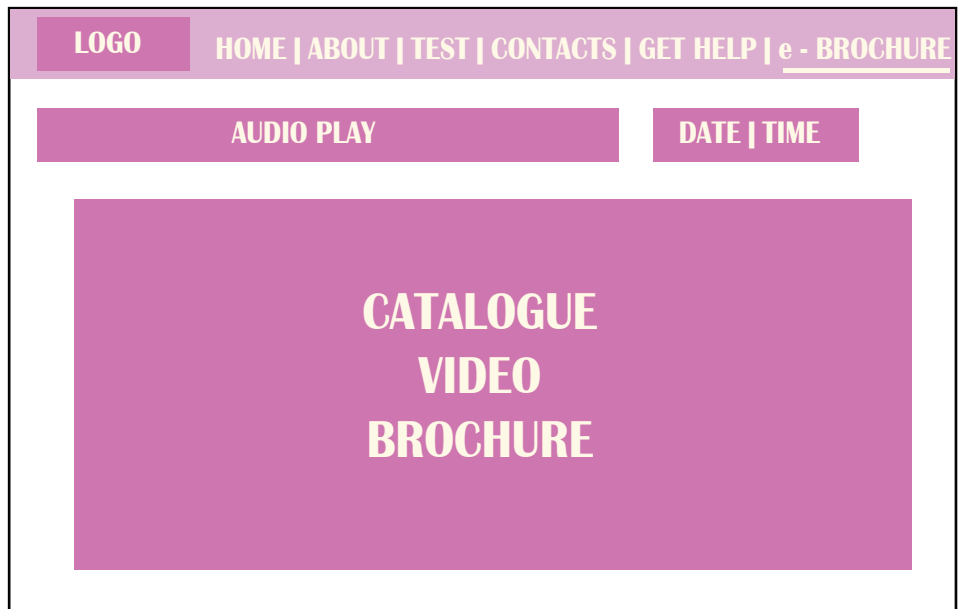 LOGO
HOME | ABOUT | TEST | CONTACTS | GET HELP | e - BROCHURE
AUDIO PLAY
DATE | TIME
CATALOGUE
VIDEO
BROCHURE